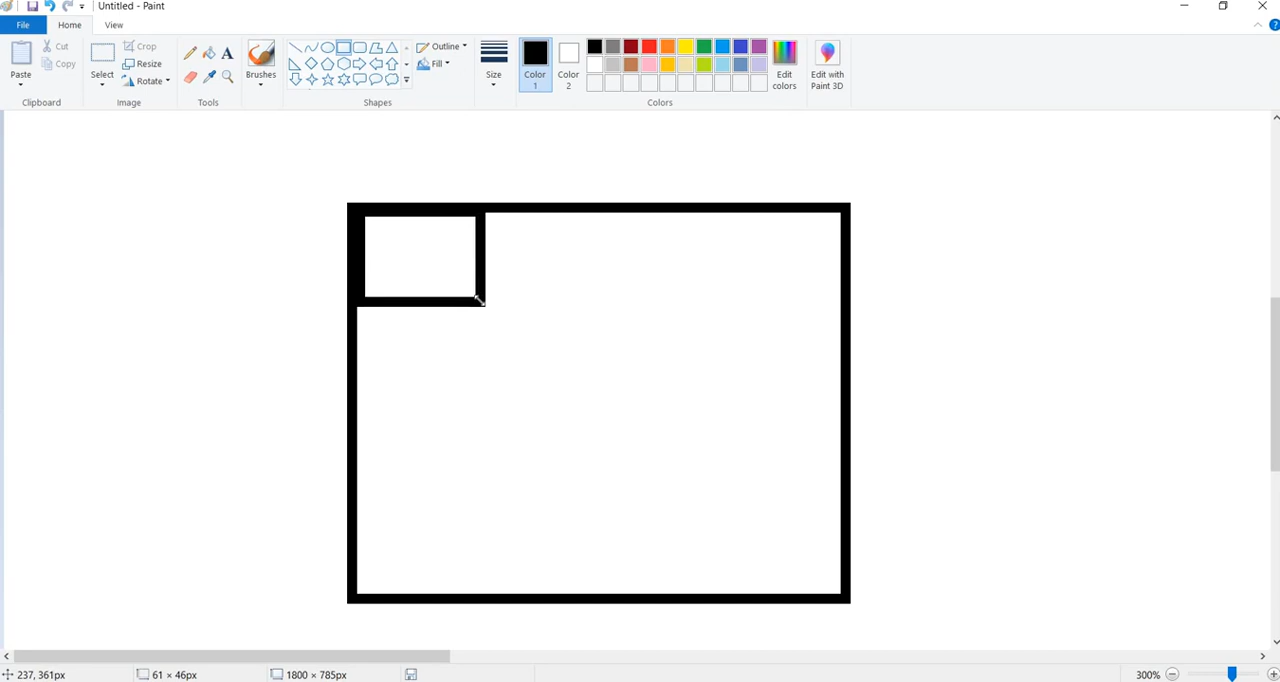 Untitled - Paint
File
Home
View
Paste
Cut
Copy
Clipboard
Select
Crop
Resize
Rotate
Image
A
Tools
Brushes
Shapes
Outline
Fill
Size
Color
1
Color
2
Edit
colors
Colors
Edit with
Paint 3D
?
237, 361px
61 × 46px
1800 × 785px
300%